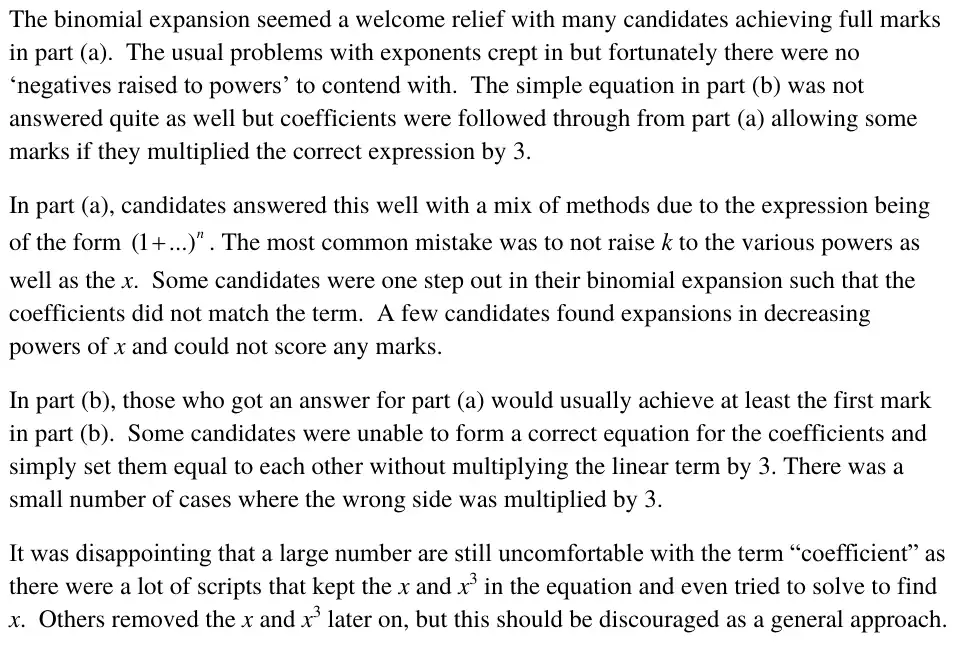 The binomial expansion seemed a welcome relief with many candidates achieving full marks
in part (a).  The usual problems with exponents crept in but fortunately there were no
‘negatives raised to powers’ to contend with.  The simple equation in part (b) was not
answered quite as well but coefficients were followed through from part (a) allowing some
marks if they multiplied the correct expression by 3.
In part (a), candidates answered this well with a mix of methods due to the expression being
of the form (1+...)ⁿ . The most common mistake was to not raise k to the various powers as
well as the x.  Some candidates were one step out in their binomial expansion such that the
coefficients did not match the term.  A few candidates found expansions in decreasing
powers of x and could not score any marks.
In part (b), those who got an answer for part (a) would usually achieve at least the first mark
in part (b).  Some candidates were unable to form a correct equation for the coefficients and
simply set them equal to each other without multiplying the linear term by 3. There was a
small number of cases where the wrong side was multiplied by 3.
It was disappointing that a large number are still uncomfortable with the term “coefficient” as
there were a lot of scripts that kept the x and x³ in the equation and even tried to solve to find
x.  Others removed the x and x³ later on, but this should be discouraged as a general approach.